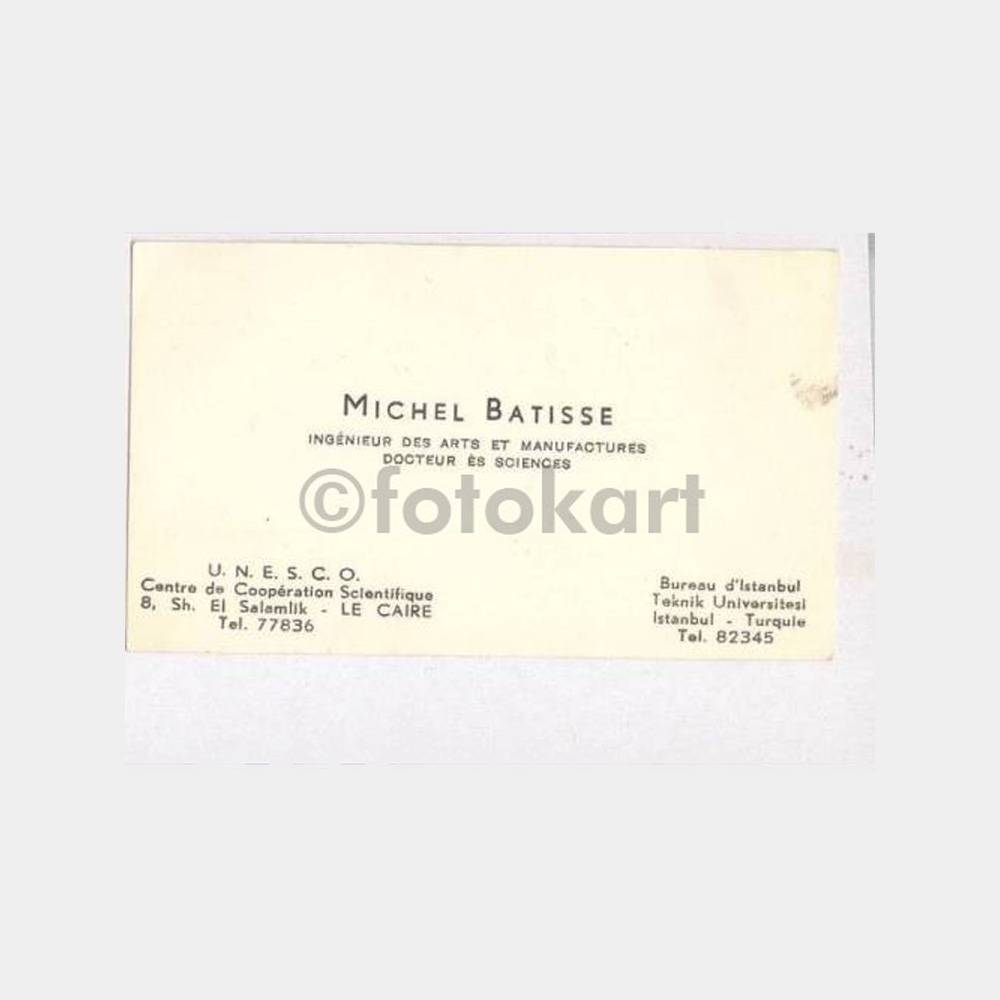 MICHEL BATISSE
INGÉNIEUR DES ARTS ET MANUFACTURES
DOCTEUR ÈS SCIENCES
©fotokart
U. N. E. S. C. O.
Centre de Coopération Scientifique
8, Sh. El Salamlik - LE CAIRE
Tel. 77836
Bureau d'Istanbul
Teknik Universitesi
Istanbul - Turquie
Tel. 82345